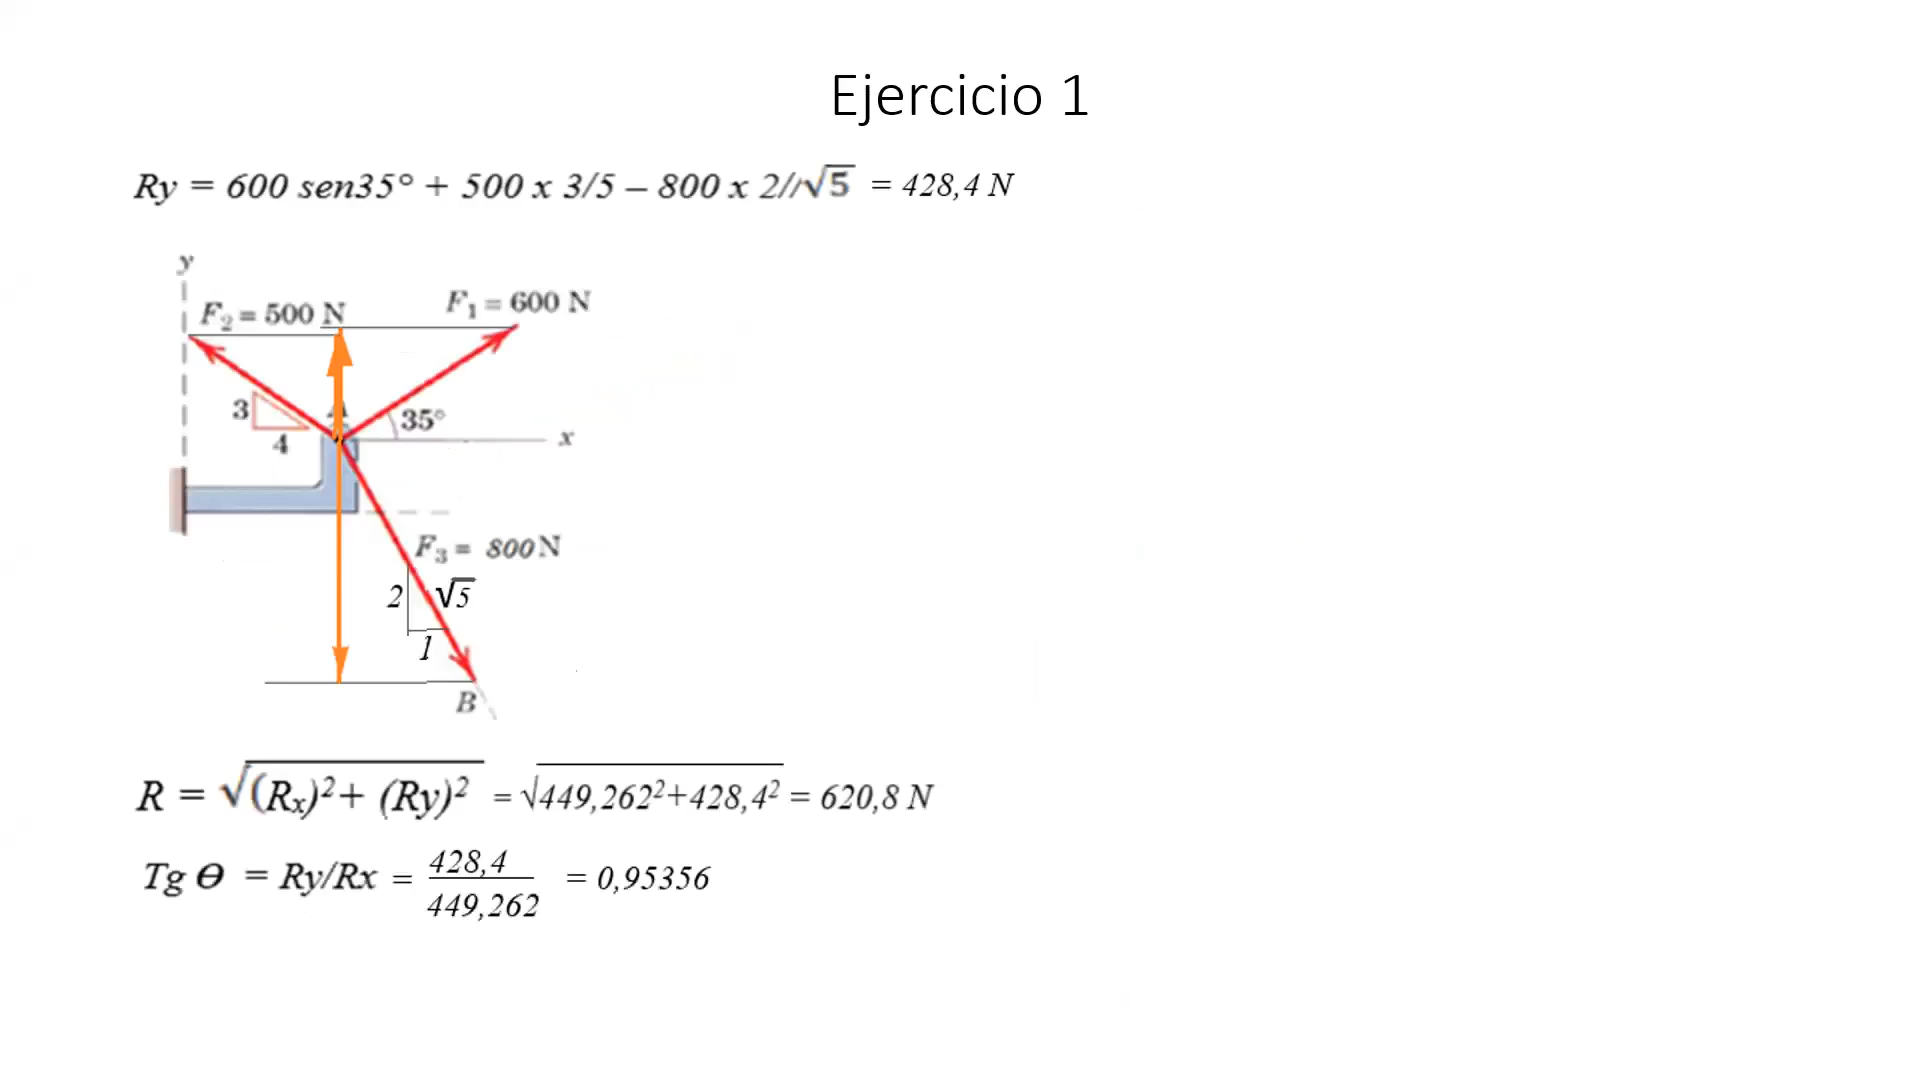 Ejercicio 1
Ry = 600 sen35° + 500 x 3/5 – 800 x 2//√5 = 428,4 N
y
F₂ = 500 N
F₁ = 600 N
3
4
A
35°
x
F₃ = 800 N
2
√5
1
B
R = √(Rx)²+ (Ry)² = √449,262²+428,4² = 620,8 N
Tg Θ = Ry/Rx = 428,4 / 449,262 = 0,95356